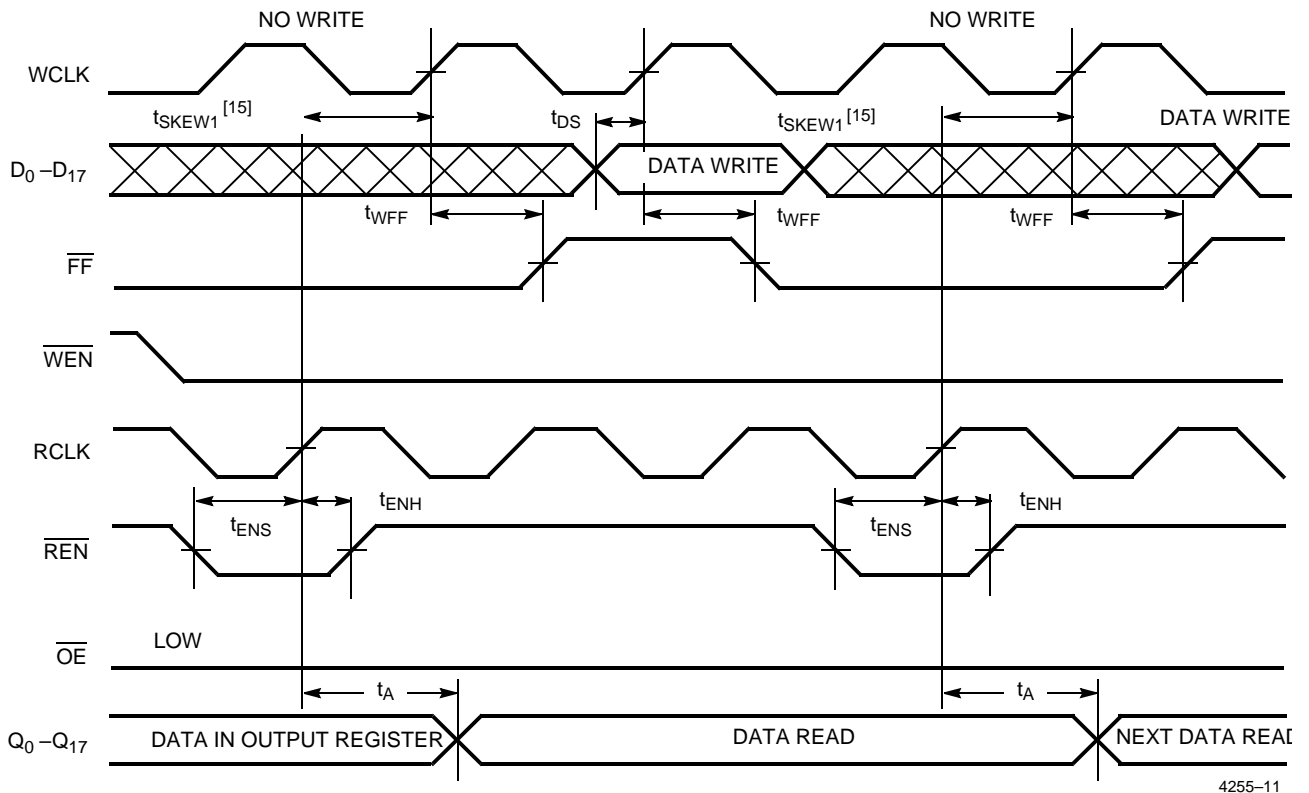 NO WRITE NO WRITE
WCLK
tSKEW1 [15] tDS tSKEW1 [15] DATA WRITE
D0 –D17 DATA WRITE
tWFF tWFF tWFF
FF
WEN
RCLK
tENS tENH tENS tENH
REN
LOW
OE
tA tA
Q0 –Q17 DATA IN OUTPUT REGISTER DATA READ NEXT DATA READ
4255–11